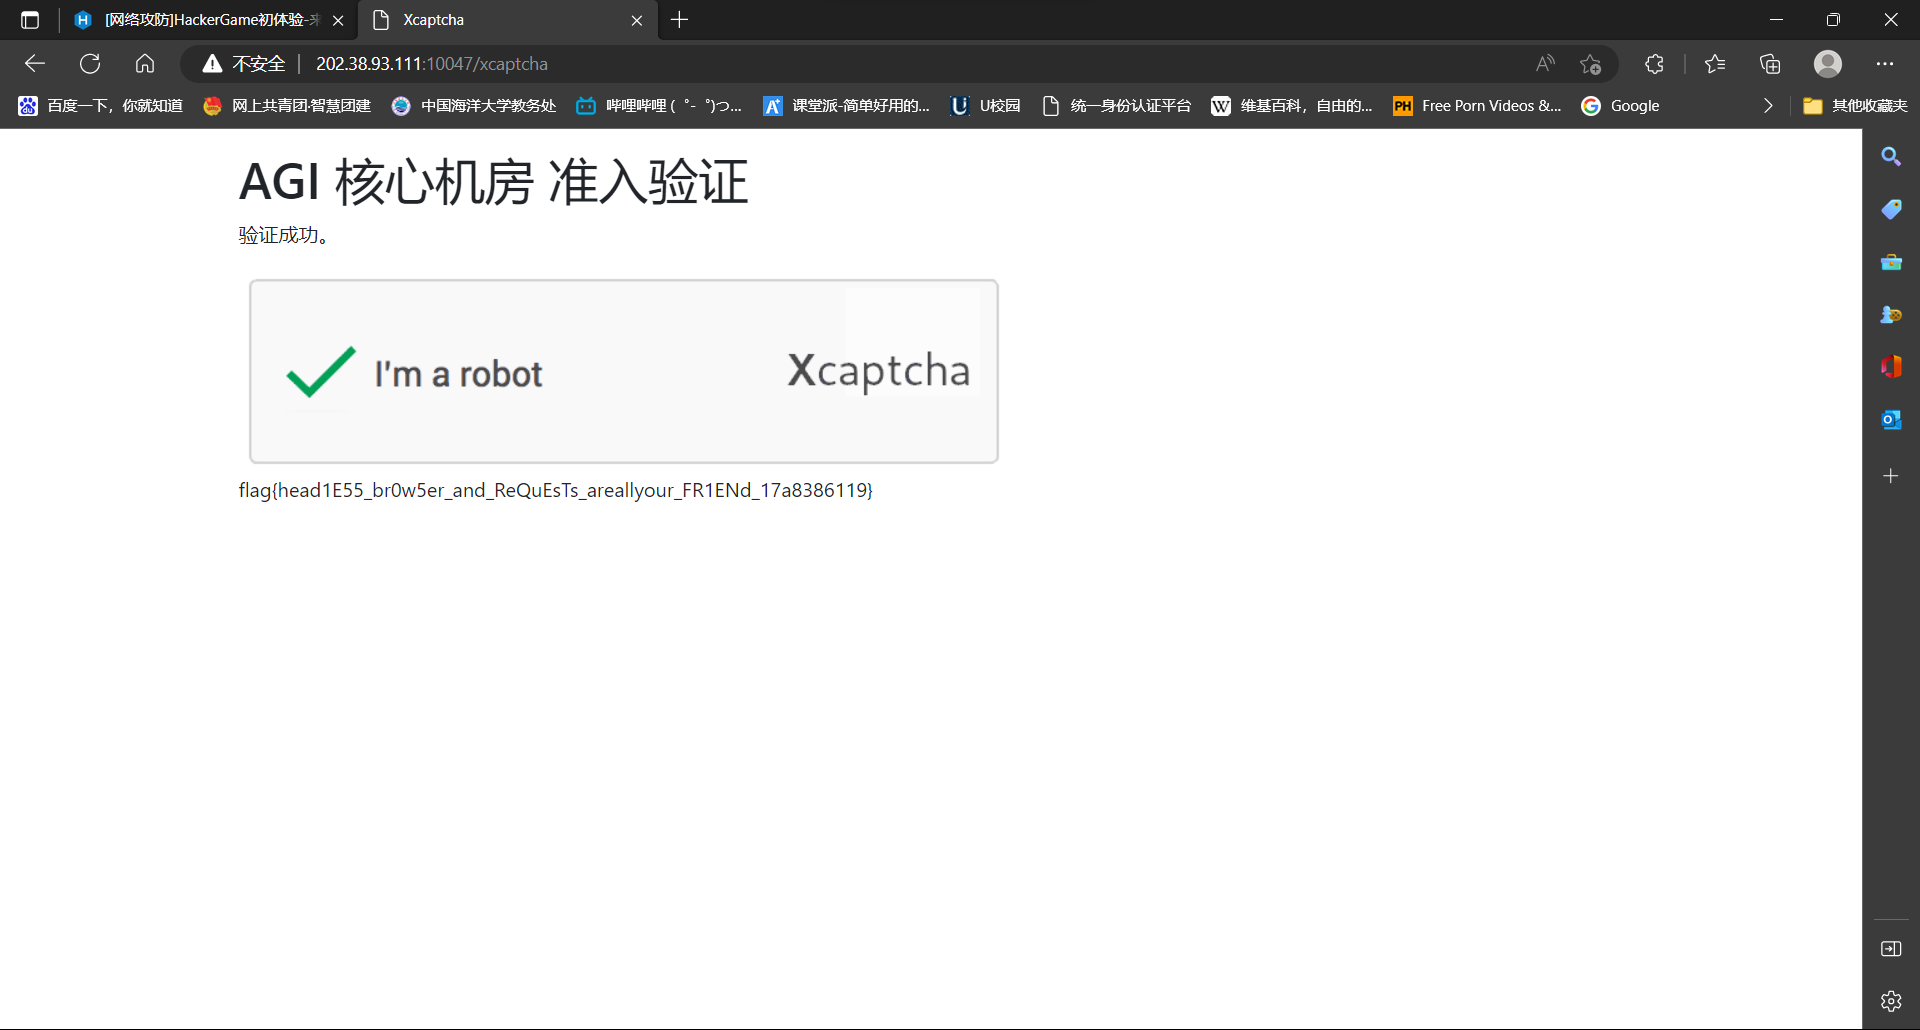 [网络攻防]HackerGame初体验-来
Xcaptcha
不安全
202.38.93.111:10047/xcaptcha
百度一下，你就知道
网上共青团·智慧团建
中国海洋大学教务处
哔哩哔哩 (゜-゜)つ...
课堂派-简单好用的...
U校园
统一身份认证平台
维基百科，自由的...
Free Porn Videos &...
Google
其他收藏夹
AGI 核心机房 准入验证
验证成功。
I'm a robot
Xcaptcha
flag{head1E55_br0w5er_and_ReQuEsTs_areallyour_FR1ENd_17a8386119}